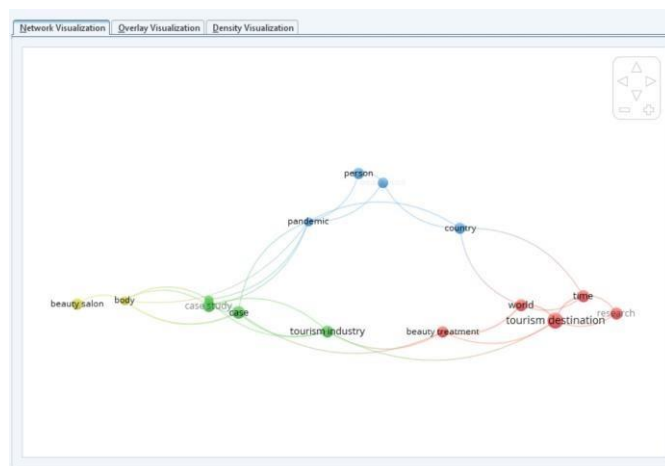 Network Visualization Overlay Visualization Density Visualization
person
pandemic
country
beauty salon
body
case study
case
tourism industry
beauty treatment
world
time
tourism destination
research